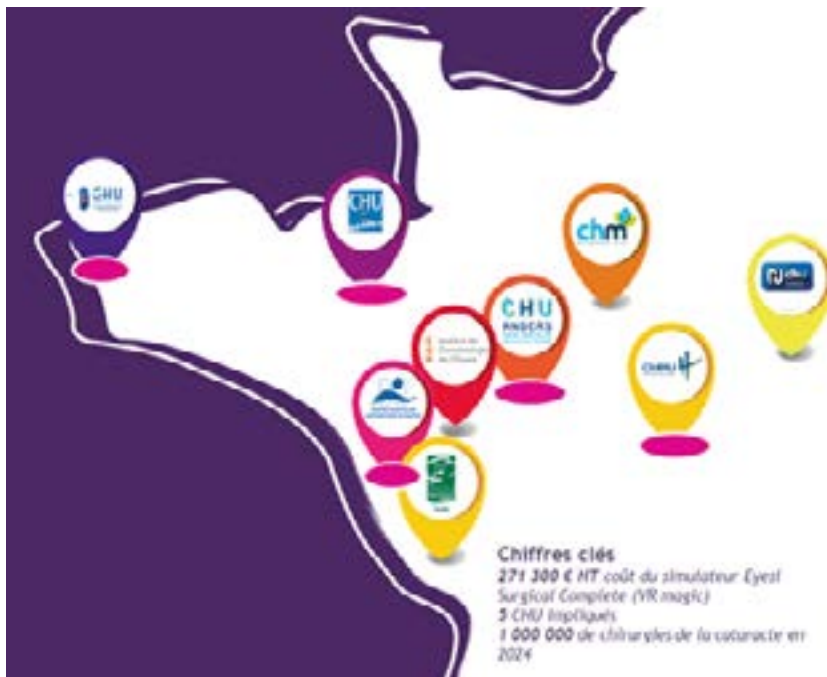 CHU
CHU
chm
CHU
ANGERS
CHRU
Chiffres clés
271 300 € HT coût du simulateur Eyesi
Surgical Complete (VR magic)
5 CHU impliqués
1 000 000 de chirurgies de la cataracte en
2024